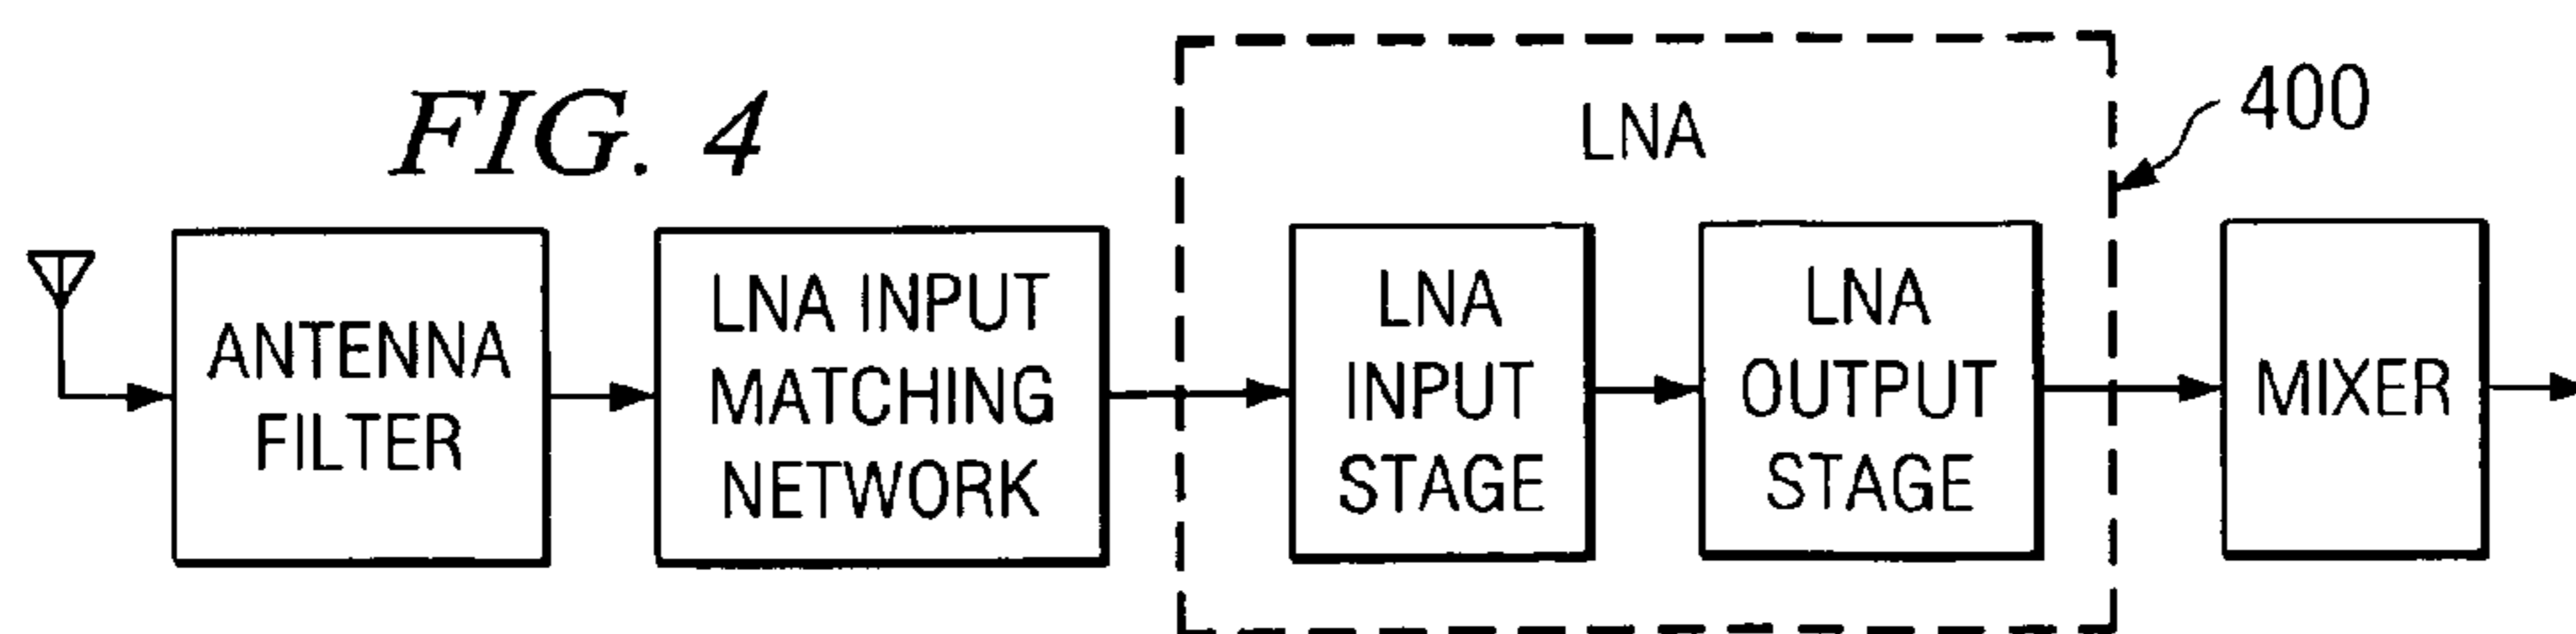 FIG. 4
ANTENNA
FILTER
LNA INPUT
MATCHING
NETWORK
LNA
LNA
INPUT
STAGE
LNA
OUTPUT
STAGE
400
MIXER